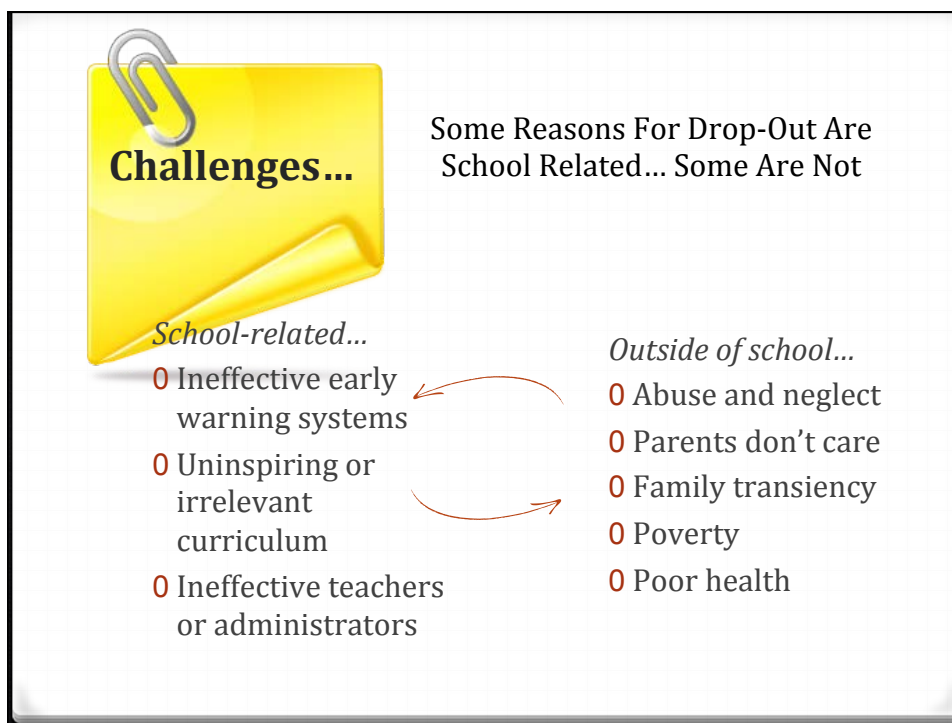 Challenges…
Some Reasons For Drop-Out Are
School Related… Some Are Not
School-related…
0 Ineffective early
warning systems
0 Uninspiring or
irrelevant
curriculum
0 Ineffective teachers
or administrators
Outside of school…
0 Abuse and neglect
0 Parents don’t care
0 Family transiency
0 Poverty
0 Poor health